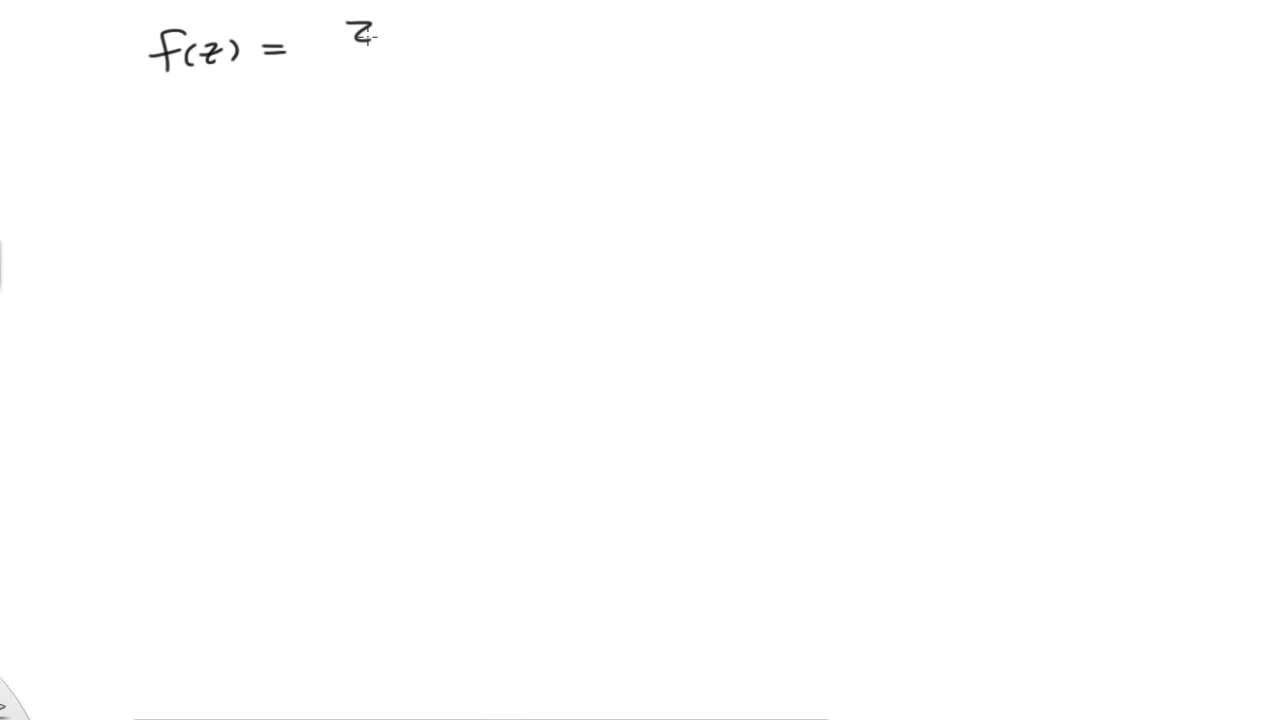 f(z) = z